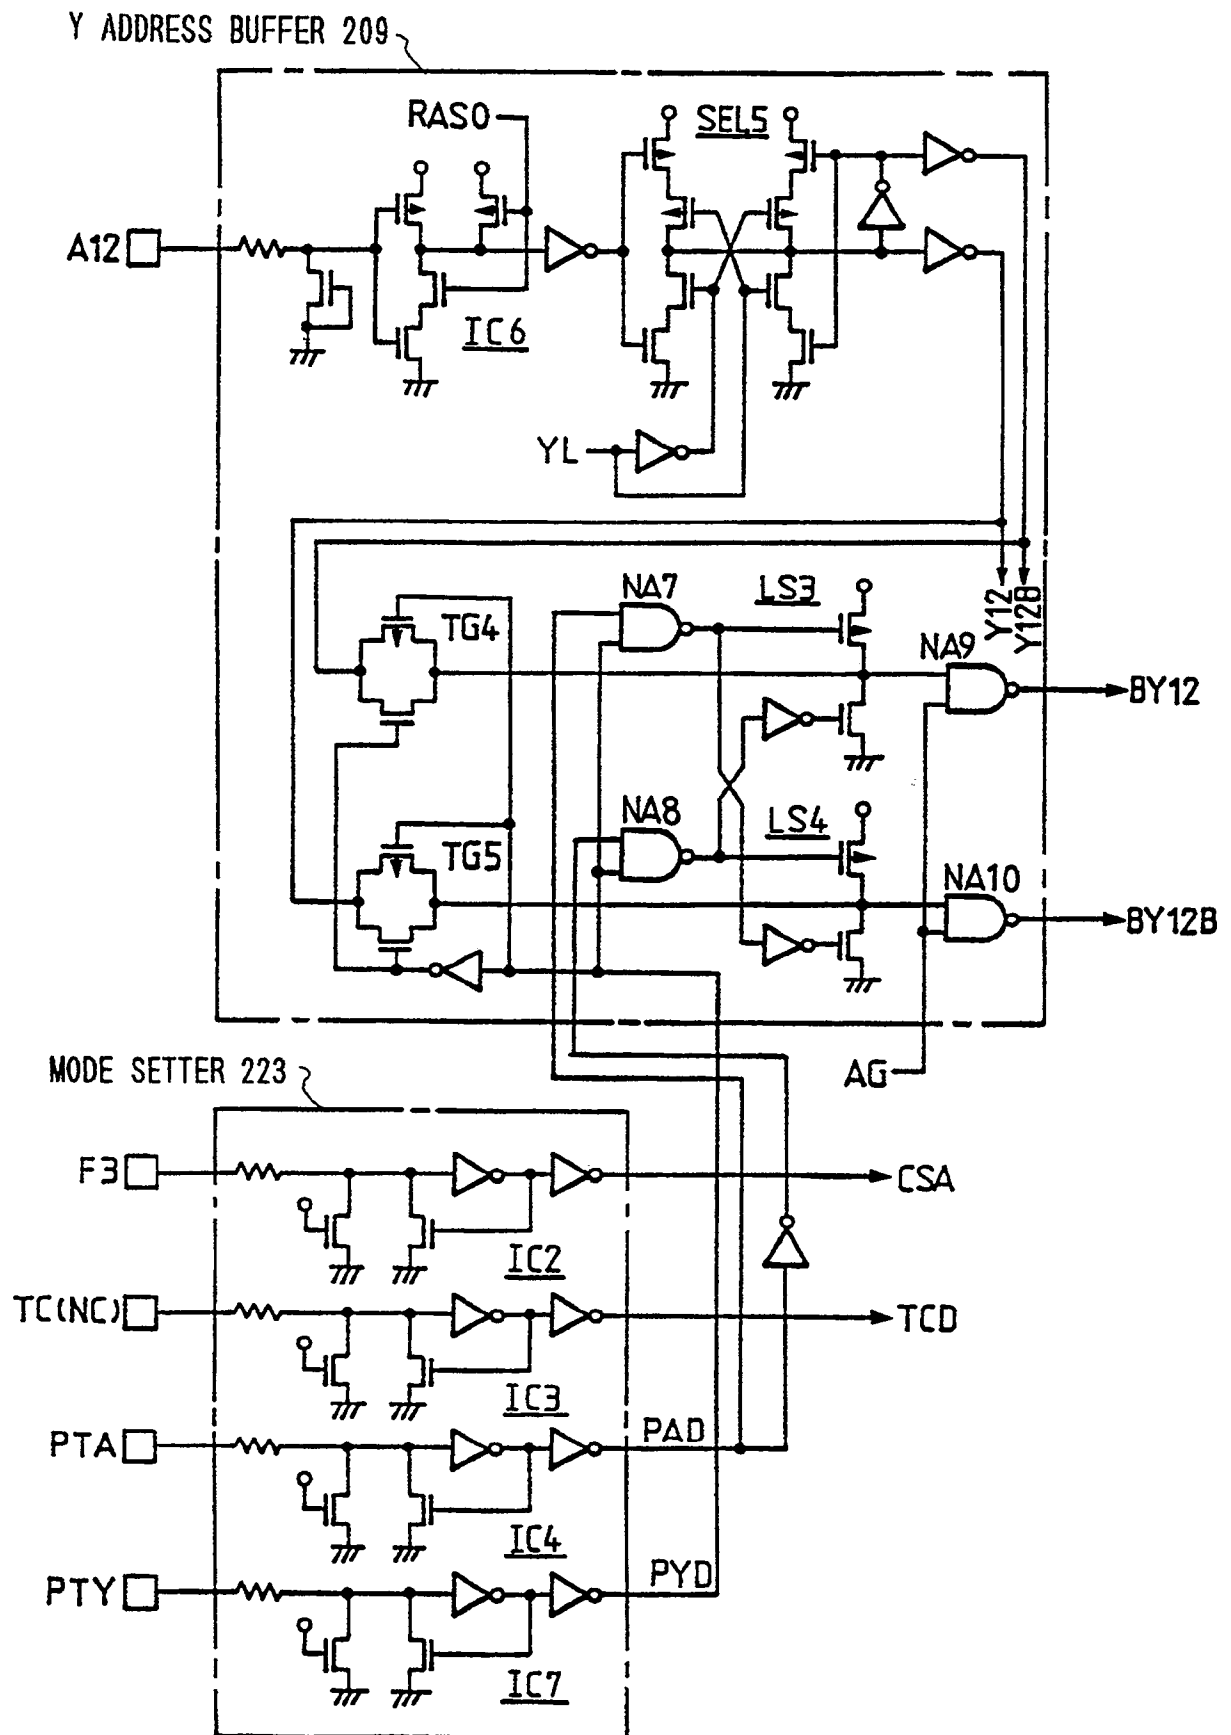 Y ADDRESS BUFFER 209
RAS0
SEL5
A12
IC6
YL
NA7
LS3
Y12
Y12B
TG4
NA9
BY12
NA8
LS4
TG5
NA10
BY12B
AG
MODE SETTER 223
F3
CSA
IC2
TC(NC)
TCD
IC3
PTA
PAD
IC4
PTY
PYD
IC7